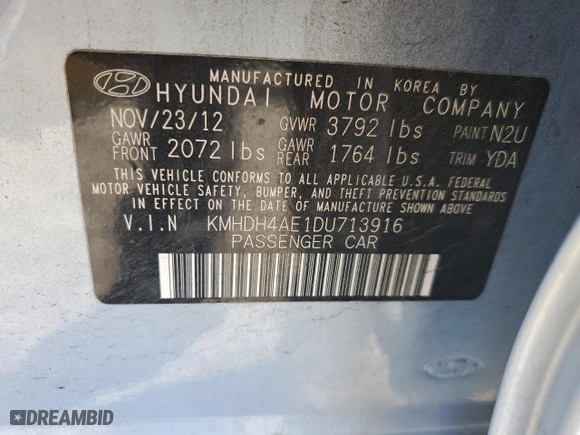 MANUFACTURED IN KOREA BY
HYUNDAI MOTOR COMPANY
NOV/23/12 GVWR 3792 lbs PAINT N2U
GAWR FRONT 2072 lbs GAWR REAR 1764 lbs TRIM YDA
THIS VEHICLE CONFORMS TO ALL APPLICABLE U.S.A. FEDERAL
MOTOR VEHICLE SAFETY, BUMPER, AND THEFT PREVENTION STANDARDS
IN EFFECT ON THE DATE OF MANUFACTURE SHOWN ABOVE.
V.I.N KMHDH4AE1DU713916
PASSENGER CAR
DREAMBID